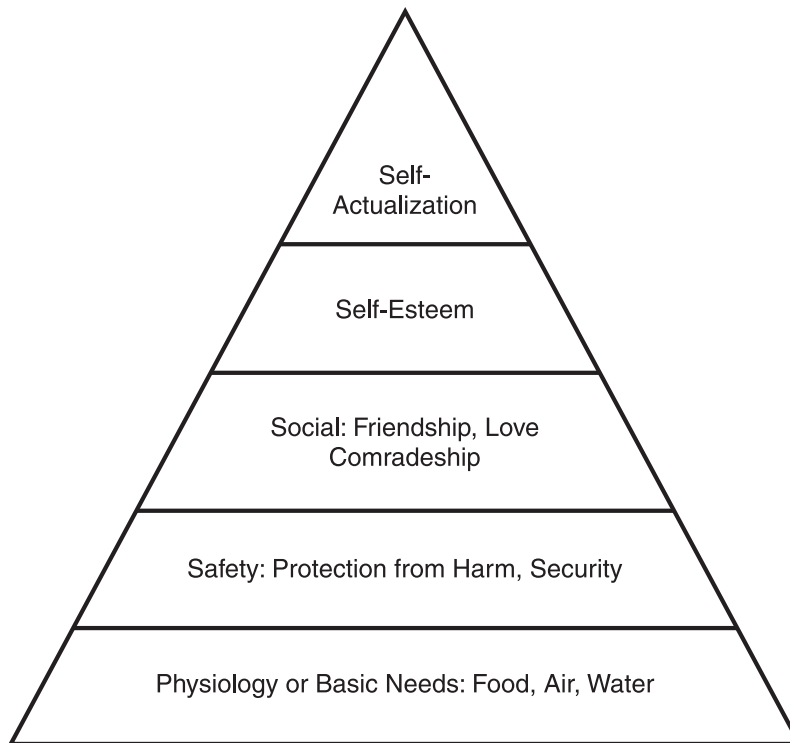 Self-
Actualization
Self-Esteem
Social: Friendship, Love
Comradeship
Safety: Protection from Harm, Security
Physiology or Basic Needs: Food, Air, Water